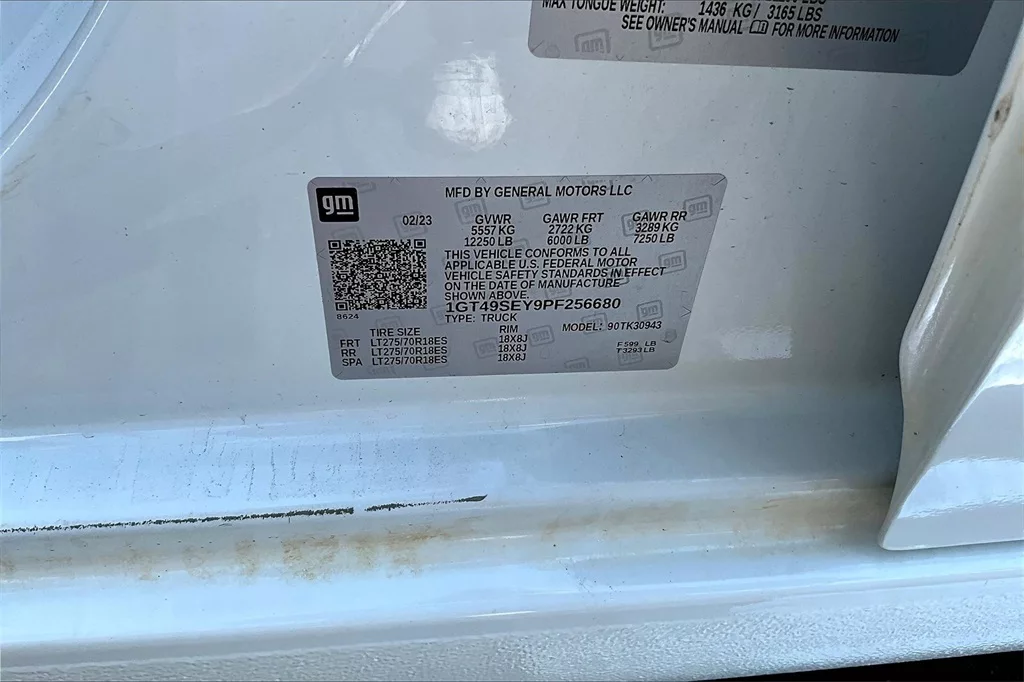 MAX TONGUE WEIGHT: 1436 KG / 3165 LBS
SEE OWNER'S MANUAL FOR MORE INFORMATION
gm
MFD BY GENERAL MOTORS LLC
02/23 GVWR GAWR FRT GAWR RR
5557 KG 2722 KG 3289 KG
12250 LB 6000 LB 7250 LB
THIS VEHICLE CONFORMS TO ALL
APPLICABLE U.S. FEDERAL MOTOR
VEHICLE SAFETY STANDARDS IN EFFECT
ON THE DATE OF MANUFACTURE
SHOWN ABOVE.
8624
1GT49SEY9PF256680
TYPE: TRUCK MODEL: 90TK30943
TIRE SIZE RIM
FRT LT275/70R18ES 18X8J
RR LT275/70R18ES 18X8J
SPA LT275/70R18ES 18X8J
F 599 LB
T 3293 LB